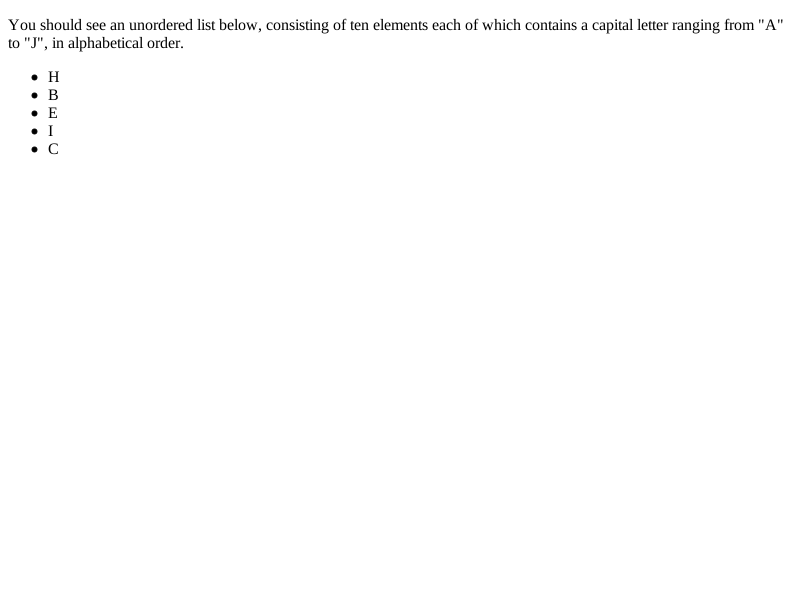 You should see an unordered list below, consisting of ten elements each of which contains a capital letter ranging from "A"
to "J", in alphabetical order.
• H
• B
• E
• I
• C